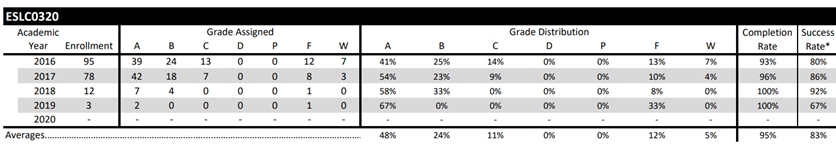 ESLC0320
Academic Grade Assigned Grade Distribution Completion Success
Year Enrollment A B C D P F W A B C D P F W Rate Rate*
2016 95 39 24 13 0 0 12 7 41% 25% 14% 0% 0% 13% 7% 93% 80%
2017 78 42 18 7 0 0 8 3 54% 23% 9% 0% 0% 10% 4% 96% 86%
2018 12 7 4 0 0 0 1 0 58% 33% 0% 0% 0% 8% 0% 100% 92%
2019 3 2 0 0 0 0 1 0 67% 0% 0% 0% 0% 33% 0% 100% 67%
2020 - - - - - - - - - - - - - - - - -
Averages.......... 48% 24% 11% 0% 0% 12% 5% 95% 83%